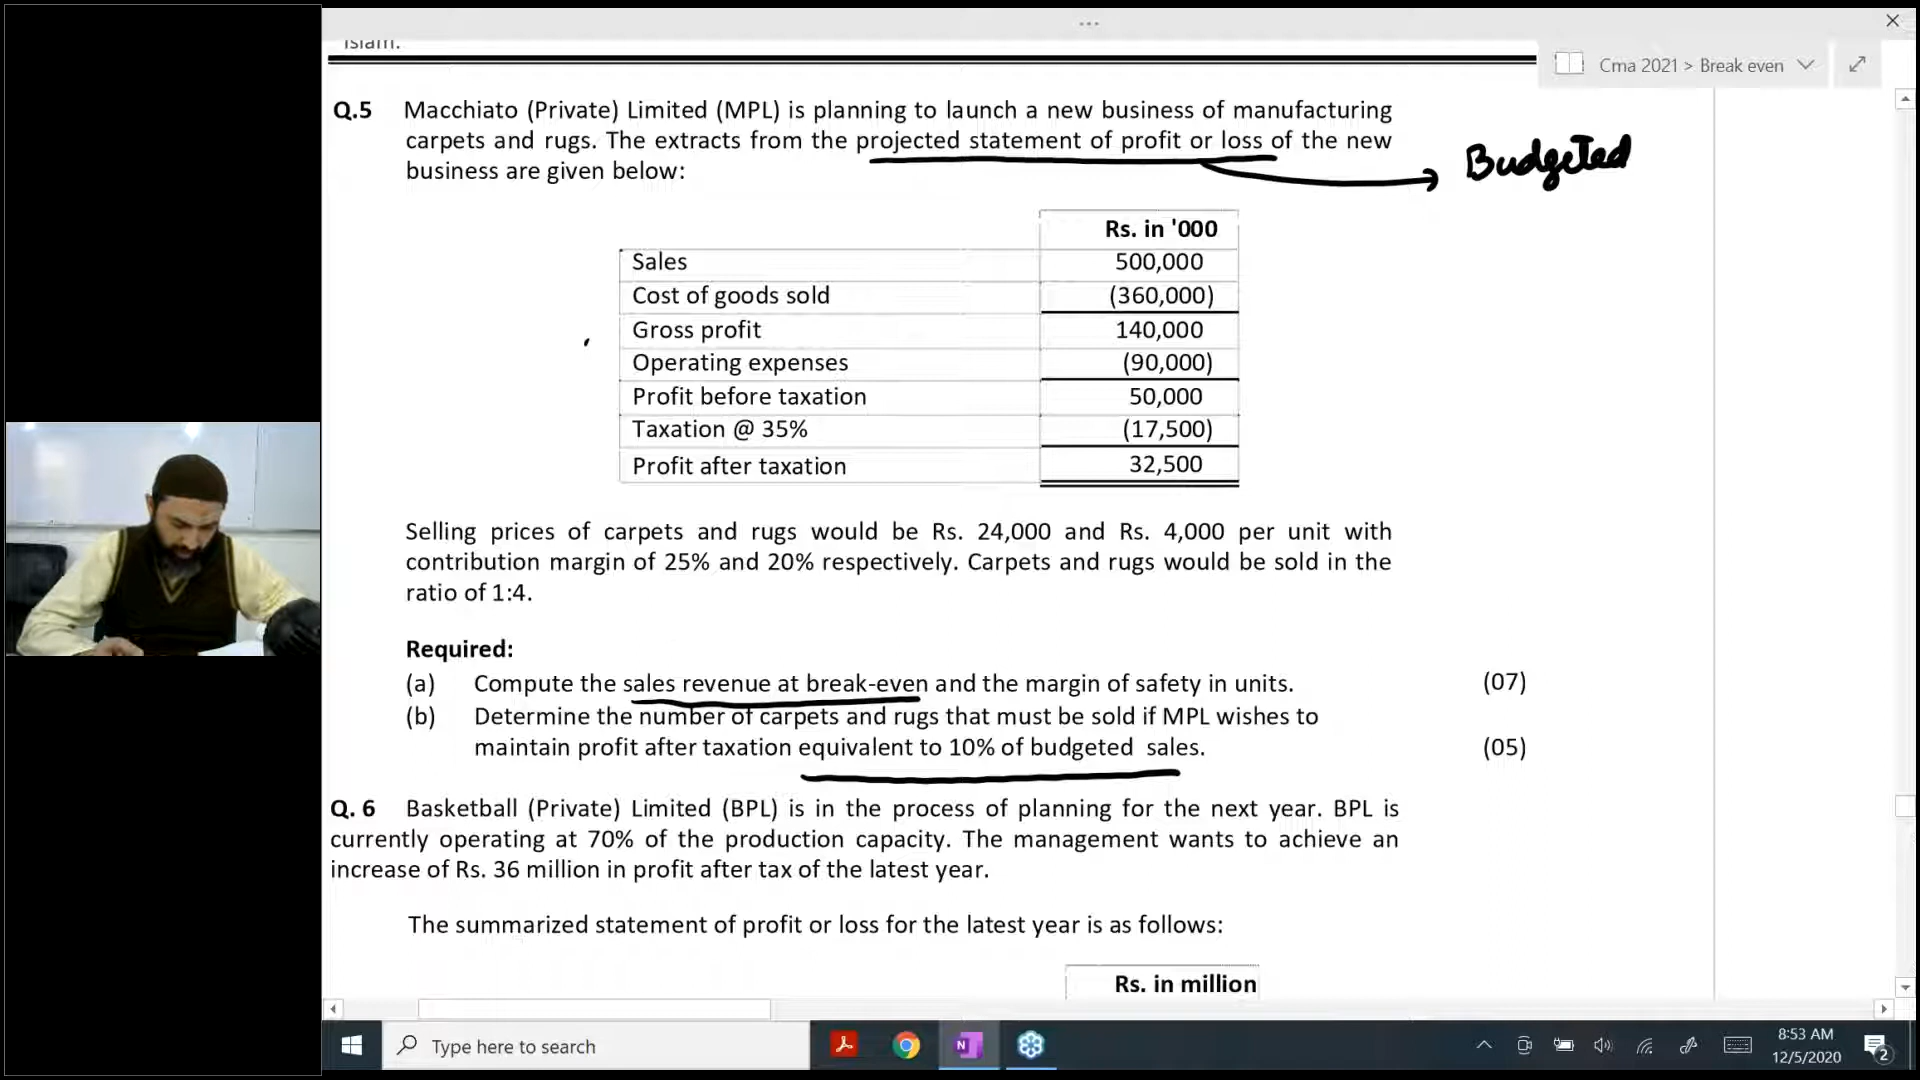 Islam.
Cma 2021 > Break even
Q.5 Macchiato (Private) Limited (MPL) is planning to launch a new business of manufacturing
carpets and rugs. The extracts from the projected statement of profit or loss of the new
business are given below:
Budgeted
Rs. in '000
Sales 500,000
Cost of goods sold (360,000)
Gross profit 140,000
Operating expenses (90,000)
Profit before taxation 50,000
Taxation @ 35% (17,500)
Profit after taxation 32,500
Selling prices of carpets and rugs would be Rs. 24,000 and Rs. 4,000 per unit with
contribution margin of 25% and 20% respectively. Carpets and rugs would be sold in the
ratio of 1:4.
Required:
(a) Compute the sales revenue at break-even and the margin of safety in units. (07)
(b) Determine the number of carpets and rugs that must be sold if MPL wishes to
maintain profit after taxation equivalent to 10% of budgeted sales. (05)
Q. 6 Basketball (Private) Limited (BPL) is in the process of planning for the next year. BPL is
currently operating at 70% of the production capacity. The management wants to achieve an
increase of Rs. 36 million in profit after tax of the latest year.
The summarized statement of profit or loss for the latest year is as follows:
Rs. in million
Type here to search
N
8:53 AM
12/5/2020
2